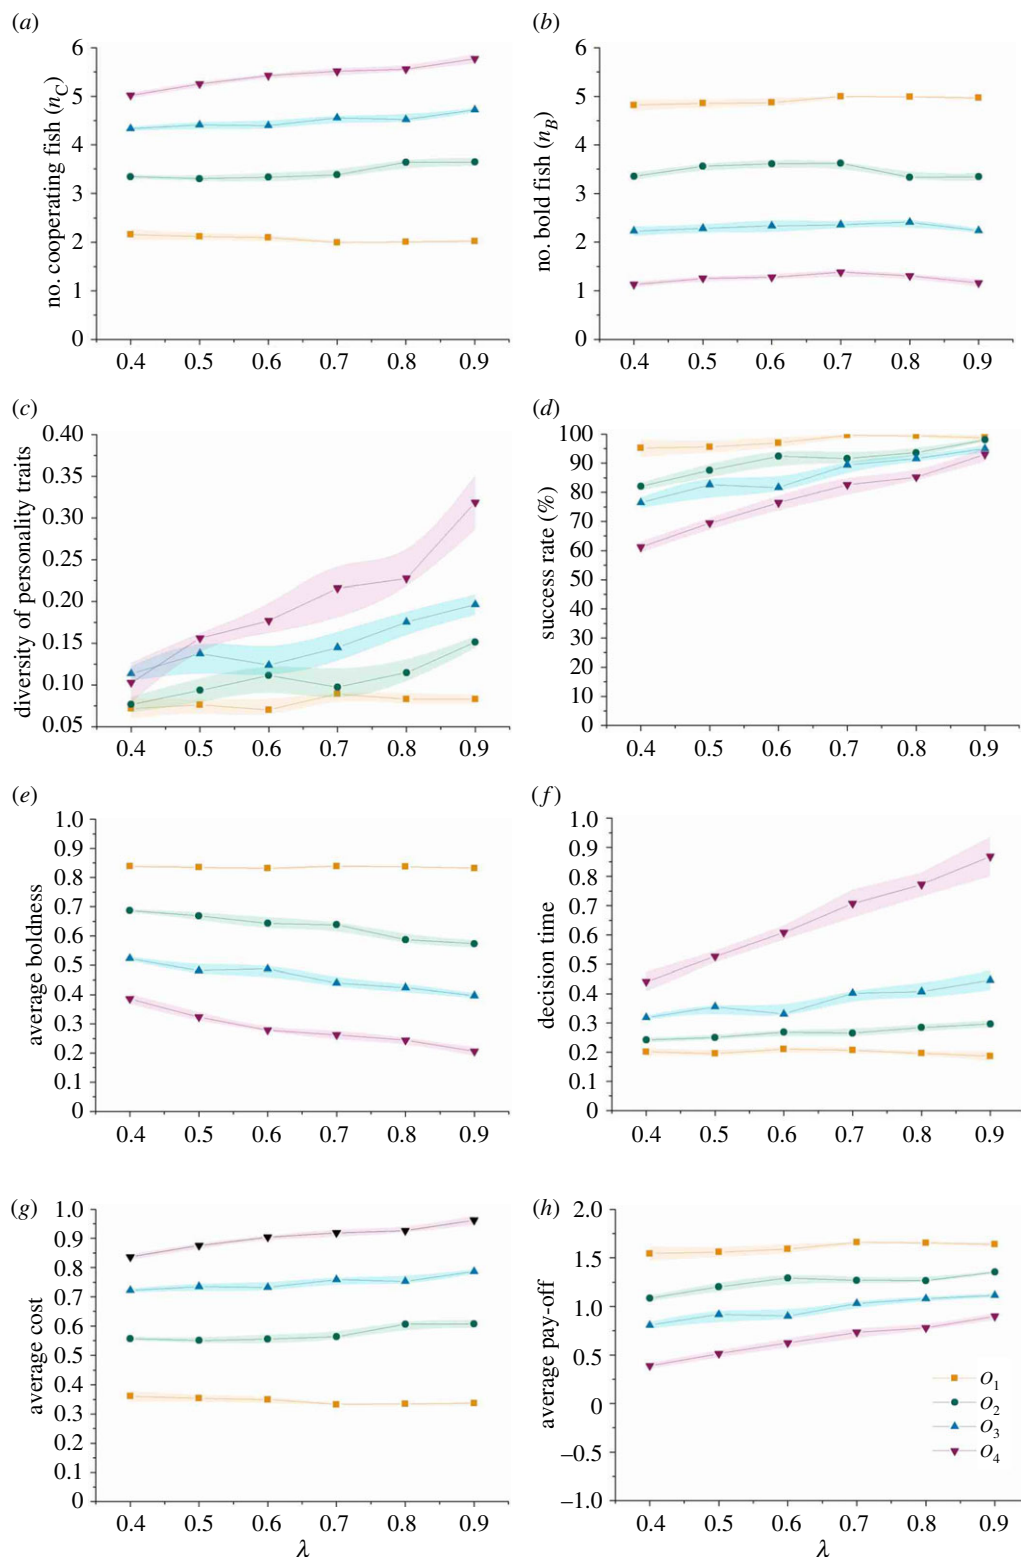 (a)
no. cooperating fish (n_C)
6
5
4
3
2
1
0
0.4 0.5 0.6 0.7 0.8 0.9
(b)
no. bold fish (n_B)
6
5
4
3
2
1
0
0.4 0.5 0.6 0.7 0.8 0.9
(c)
diversity of personality traits
0.40
0.35
0.30
0.25
0.20
0.15
0.10
0.05
0.4 0.5 0.6 0.7 0.8 0.9
(d)
success rate (%)
100
90
80
70
60
50
40
30
20
10
0
0.4 0.5 0.6 0.7 0.8 0.9
(e)
average boldness
1.0
0.9
0.8
0.7
0.6
0.5
0.4
0.3
0.2
0.1
0
0.4 0.5 0.6 0.7 0.8 0.9
(f)
decision time
1.0
0.9
0.8
0.7
0.6
0.5
0.4
0.3
0.2
0.1
0
0.4 0.5 0.6 0.7 0.8 0.9
(g)
average cost
1.0
0.9
0.8
0.7
0.6
0.5
0.4
0.3
0.2
0.1
0
0.4 0.5 0.6 0.7 0.8 0.9
λ
(h)
average pay-off
2.0
1.5
1.0
0.5
0
–0.5
–1.0
O_1
O_2
O_3
O_4
0.4 0.5 0.6 0.7 0.8 0.9
λ